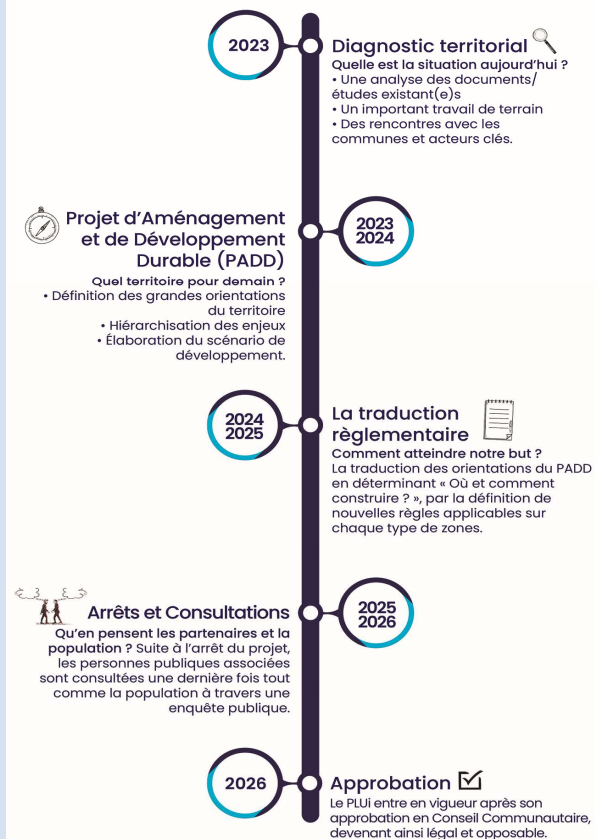 2023
Diagnostic territorial
Quelle est la situation aujourd'hui ?
• Une analyse des documents/
études existant(e)s
• Un important travail de terrain
• Des rencontres avec les
communes et acteurs clés.
Projet d'Aménagement
et de Développement
Durable (PADD)
2023
2024
Quel territoire pour demain ?
• Définition des grandes orientations
du territoire
• Hiérarchisation des enjeux
• Élaboration du scénario de
développement.
2024
2025
La traduction
règlementaire
Comment atteindre notre but ?
La traduction des orientations du PADD
en déterminant « Où et comment
construire ? », par la définition de
nouvelles règles applicables sur
chaque type de zones.
Arrêts et Consultations
2025
2026
Qu'en pensent les partenaires et la
population ? Suite à l'arrêt du projet,
les personnes publiques associées
sont consultées une dernière fois tout
comme la population à travers une
enquête publique.
2026
Approbation
Le PLUi entre en vigueur après son
approbation en Conseil Communautaire,
devenant ainsi légal et opposable.